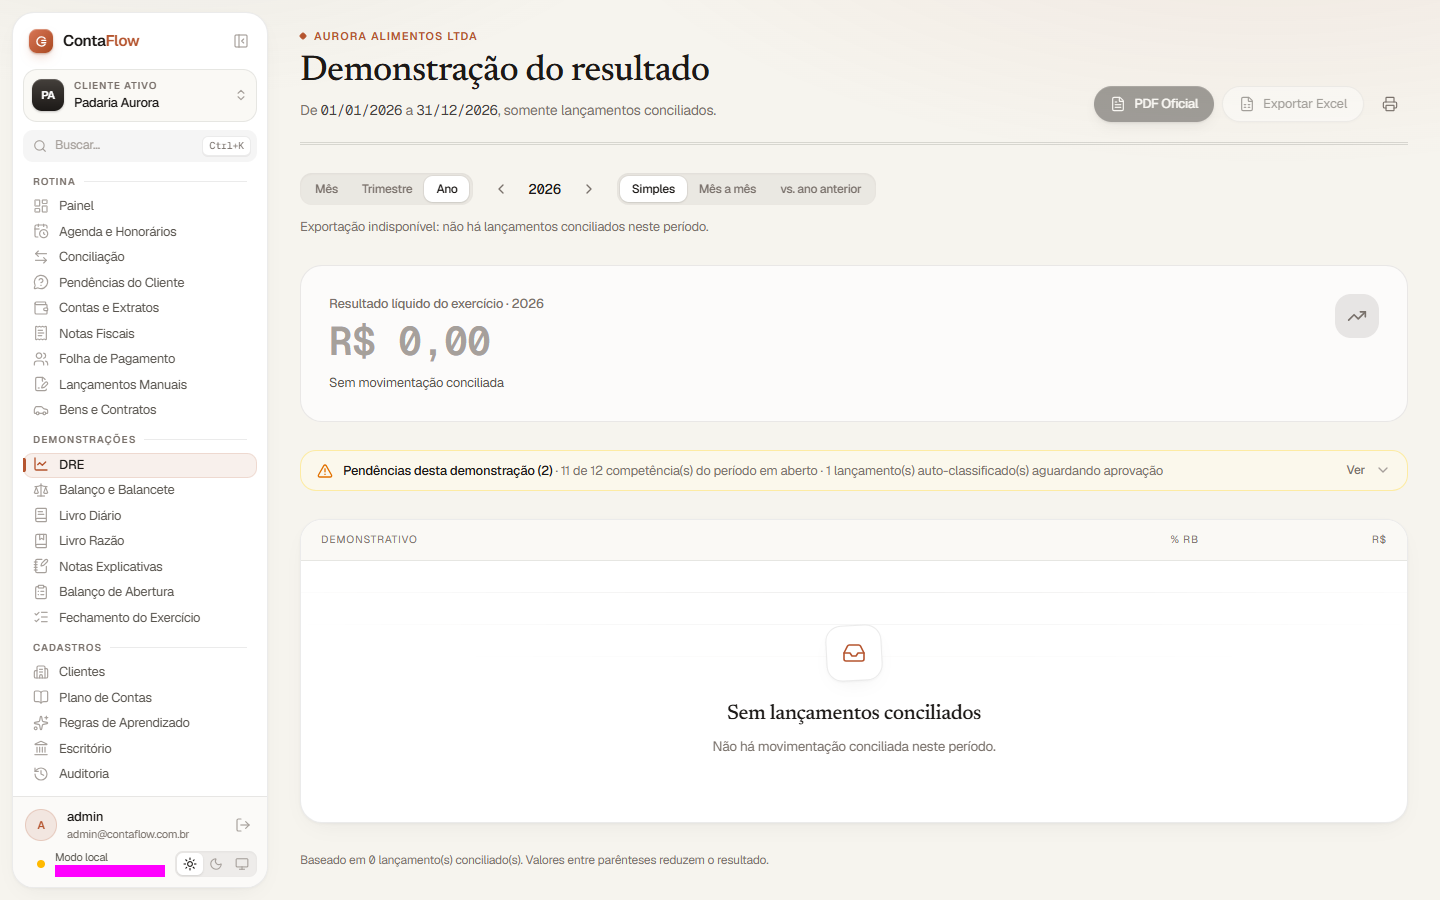 ContaFlow
CLIENTE ATIVO
PA
Padaria Aurora
Buscar...
Ctrl+K
ROTINA
Painel
Agenda e Honorários
Conciliação
Pendências do Cliente
Contas e Extratos
Notas Fiscais
Folha de Pagamento
Lançamentos Manuais
Bens e Contratos
DEMONSTRAÇÕES
DRE
Balanço e Balancete
Livro Diário
Livro Razão
Notas Explicativas
Balanço de Abertura
Fechamento do Exercício
CADASTROS
Clientes
Plano de Contas
Regras de Aprendizado
Escritório
Auditoria
A
admin
admin@contaflow.com.br
Modo local
AURORA ALIMENTOS LTDA
Demonstração do resultado
De 01/01/2026 a 31/12/2026, somente lançamentos conciliados.
PDF Oficial
Exportar Excel
Mês Trimestre Ano
2026
Simples Mês a mês vs. ano anterior
Exportação indisponível: não há lançamentos conciliados neste período.
Resultado líquido do exercício · 2026
R$ 0,00
Sem movimentação conciliada
Pendências desta demonstração (2) · 11 de 12 competência(s) do período em aberto · 1 lançamento(s) auto-classificado(s) aguardando aprovação
Ver
DEMONSTRATIVO % RB R$
Sem lançamentos conciliados
Não há movimentação conciliada neste período.
Baseado em 0 lançamento(s) conciliado(s). Valores entre parênteses reduzem o resultado.